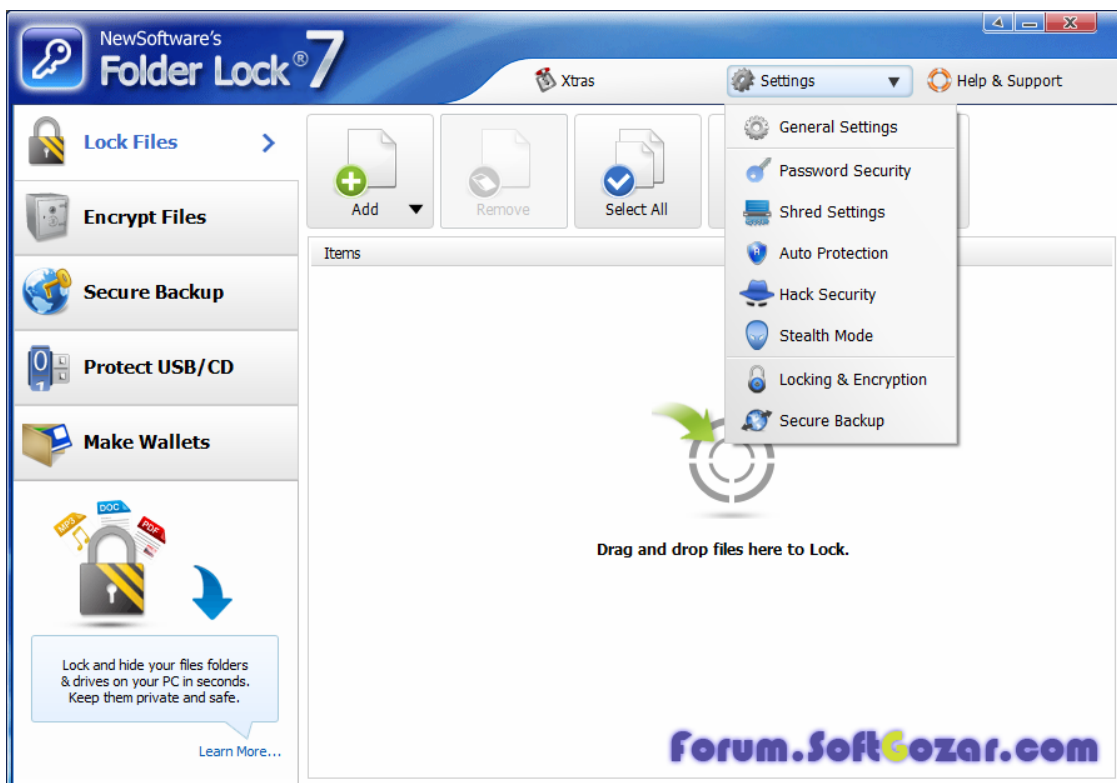 NewSoftware's
Folder Lock®7
Xtras
Settings
Help & Support
Lock Files
Encrypt Files
Secure Backup
Protect USB/CD
Make Wallets
Add
Remove
Select All
Items
General Settings
Password Security
Shred Settings
Auto Protection
Hack Security
Stealth Mode
Locking & Encryption
Secure Backup
Drag and drop files here to Lock.
MP3
DOC
PDF
Lock and hide your files folders
& drives on your PC in seconds.
Keep them private and safe.
Learn More...
Forum.SoftGozar.com